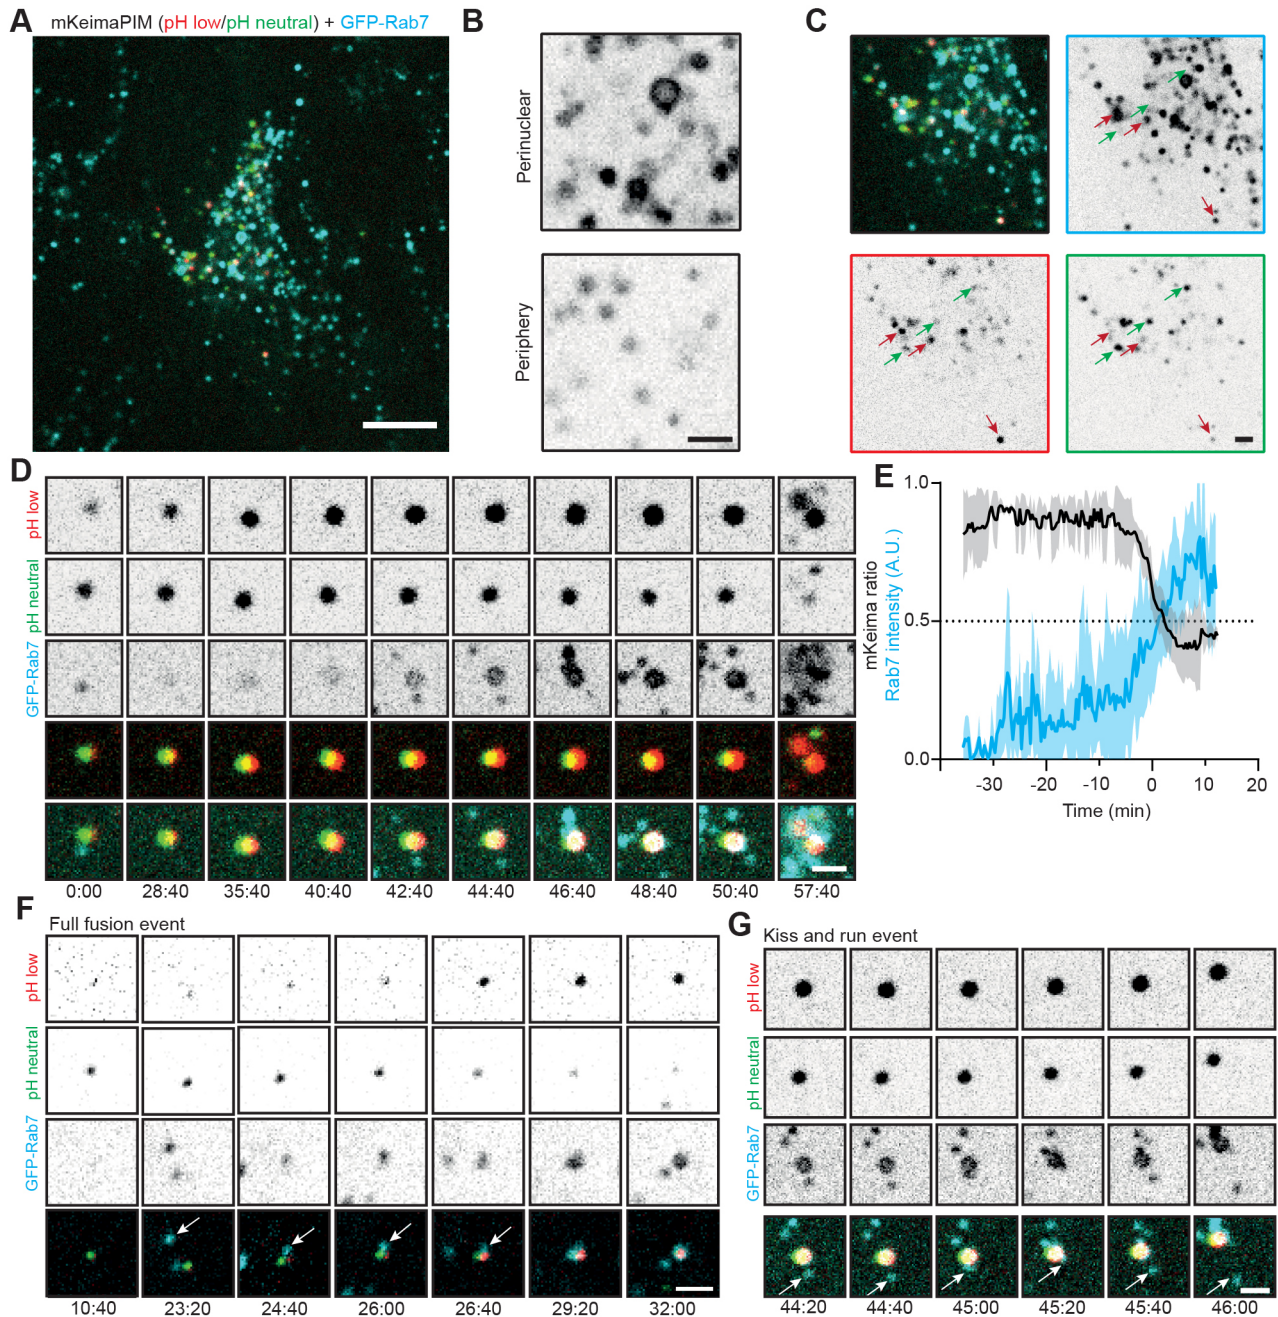 A
mKeimaPIM (pH low/pH neutral) + GFP-Rab7
B
Perinuclear
Periphery
C
D
pH low
pH neutral
GFP-Rab7
0:00 28:40 35:40 40:40 42:40 44:40 46:40 48:40 50:40 57:40
E
mKeima ratio
Rab7 intensity (A.U.)
1.0
0.5
0.0
-30 -20 -10 0 10 20
Time (min)
F
Full fusion event
pH low
pH neutral
GFP-Rab7
10:40 23:20 24:40 26:00 26:40 29:20 32:00
G
Kiss and run event
pH low
pH neutral
GFP-Rab7
44:20 44:40 45:00 45:20 45:40 46:00